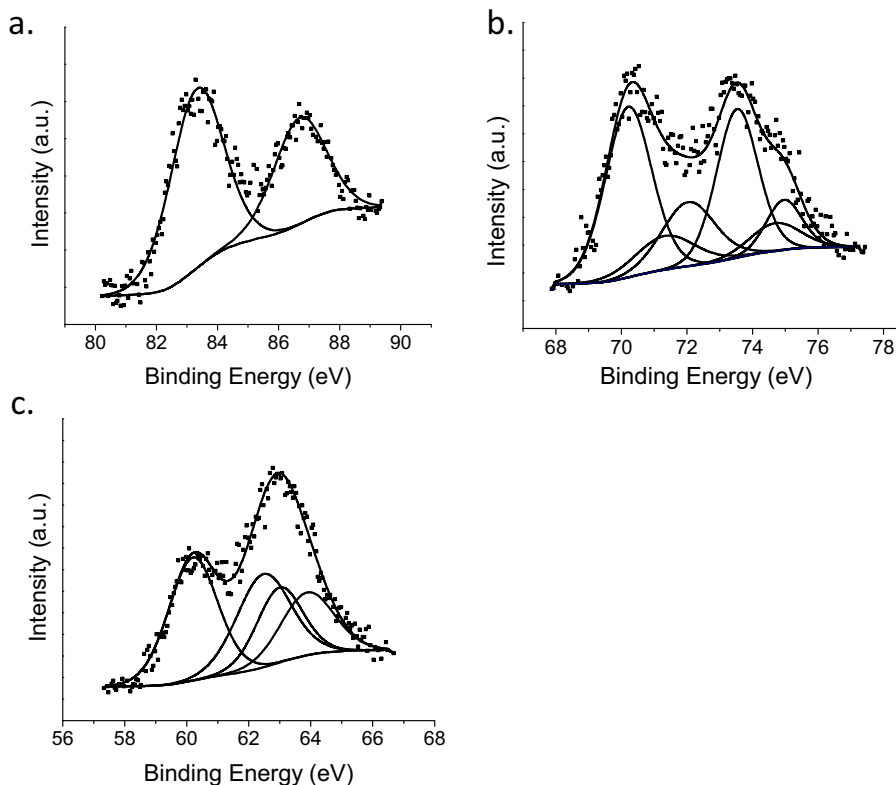 a.
Intensity (a.u.)
80 82 84 86 88 90
Binding Energy (eV)
b.
Intensity (a.u.)
68 70 72 74 76 78
Binding Energy (eV)
c.
Intensity (a.u.)
56 58 60 62 64 66 68
Binding Energy (eV)